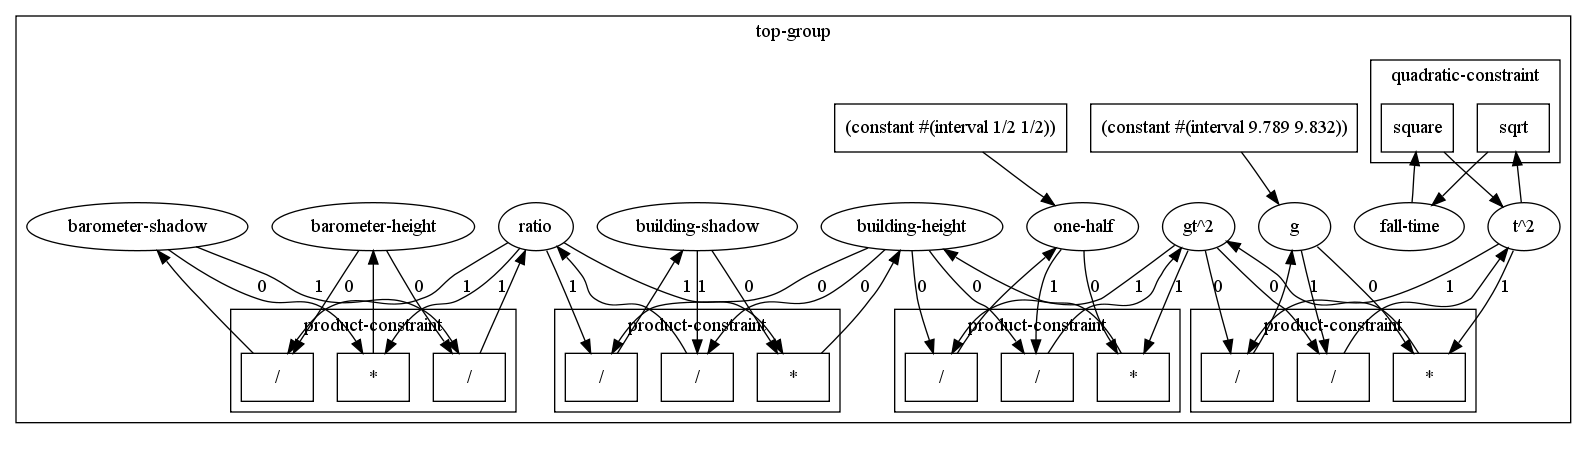 top-group
quadratic-constraint
(constant #(interval 1/2 1/2))
(constant #(interval 9.789 9.832))
square
sqrt
barometer-shadow
barometer-height
ratio
building-shadow
building-height
one-half
gt^2
g
fall-time
t^2
0 1 0 0 1 1 1 1 1 0 0 0 0 0 1 0 1 1 0 0 1 0 1 1
product-constraint
product-constraint
product-constraint
product-constraint
/ * /
/ / *
/ / *
/ / *